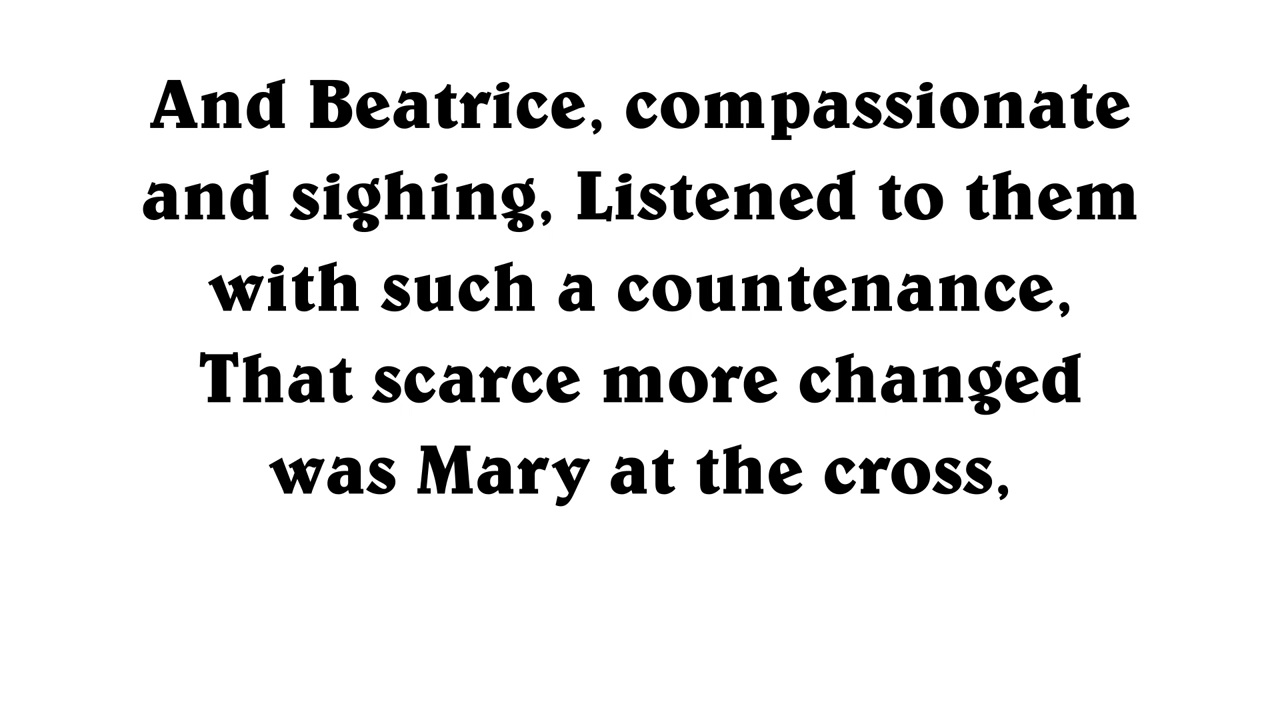 And Beatrice, compassionate
and sighing, Listened to them
with such a countenance,
That scarce more changed
was Mary at the cross,